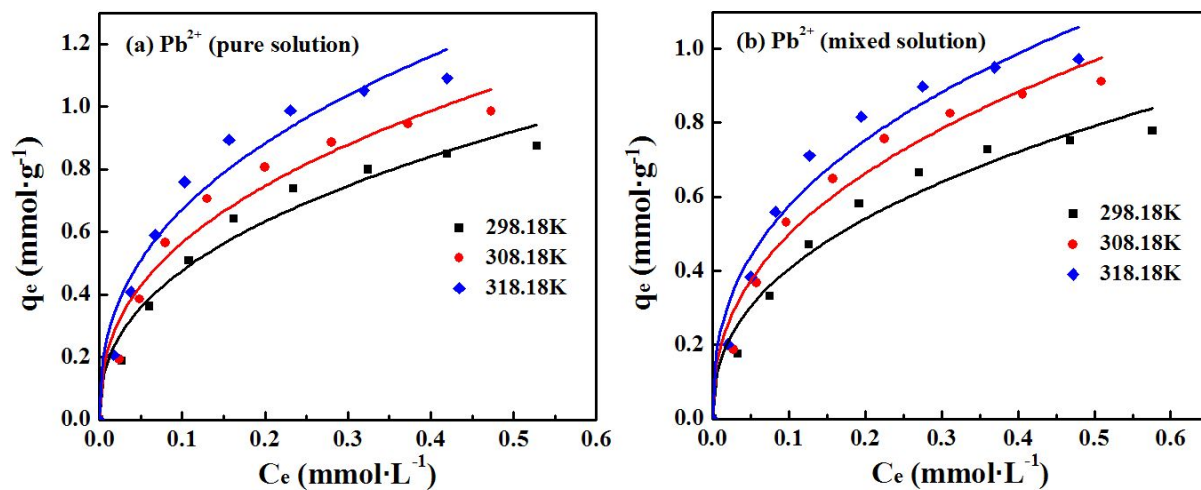 (a) Pb²⁺ (pure solution)
qₑ (mmol·g⁻¹)
1.2
1.0
0.8
0.6
0.4
0.2
0.0
298.18K
308.18K
318.18K
0.0 0.1 0.2 0.3 0.4 0.5 0.6
Cₑ (mmol·L⁻¹)
(b) Pb²⁺ (mixed solution)
qₑ (mmol·g⁻¹)
1.0
0.8
0.6
0.4
0.2
0.0
298.18K
308.18K
318.18K
0.0 0.1 0.2 0.3 0.4 0.5 0.6
Cₑ (mmol·L⁻¹)